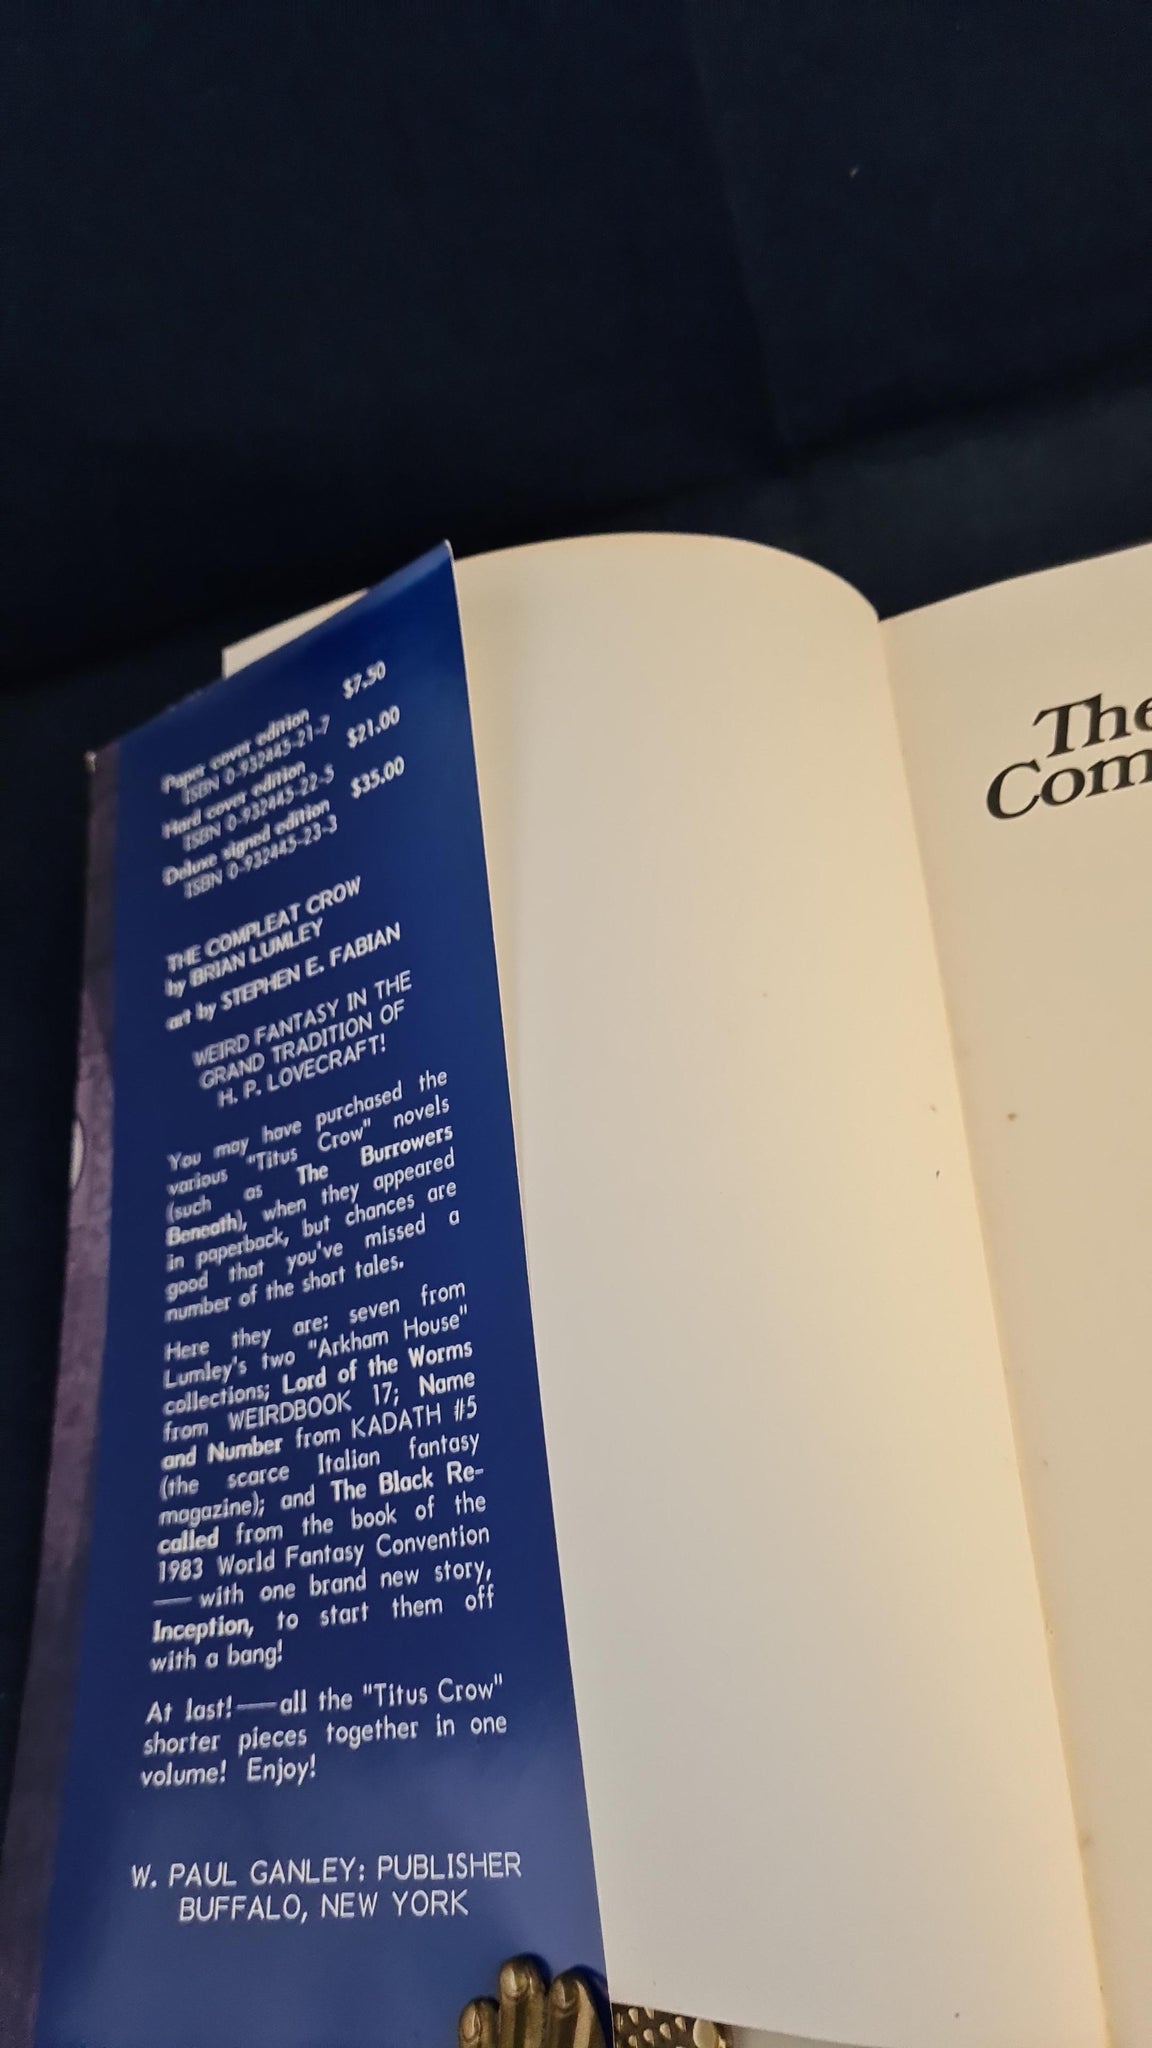 Paper cover edition $7.50
ISBN 0-932445-21-7
Hard cover edition $21.00
ISBN 0-932445-22-5
Deluxe signed edition $35.00
ISBN 0-932445-23-3
THE COMPLEAT CROW
by BRIAN LUMLEY
art by STEPHEN E. FABIAN
WEIRD FANTASY IN THE
GRAND TRADITION OF
H. P. LOVECRAFT!
You may have purchased the
various "Titus Crow" novels
(such as The Burrowers
Beneath), when they appeared
in paperback, but chances are
good that you've missed a
number of the short tales.
Here they are: seven from
Lumley's two "Arkham House"
collections; Lord of the Worms
from WEIRDBOOK 17; Name
and Number from KADATH #5
(the scarce Italian fantasy
magazine); and The Black Re-
called from the book of the
1983 World Fantasy Convention
— with one brand new story,
Inception, to start them off
with a bang!
At last!—all the "Titus Crow"
shorter pieces together in one
volume! Enjoy!
W. PAUL GANLEY: PUBLISHER
BUFFALO, NEW YORK
The
Com